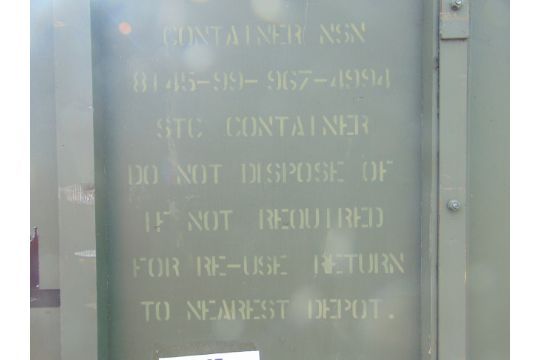 CONTAINER NSN
8145-99-967-4994
STC CONTAINER
DO NOT DISPOSE OF
IF NOT REQUIRED
FOR RE-USE RETURN
TO NEAREST DEPOT.